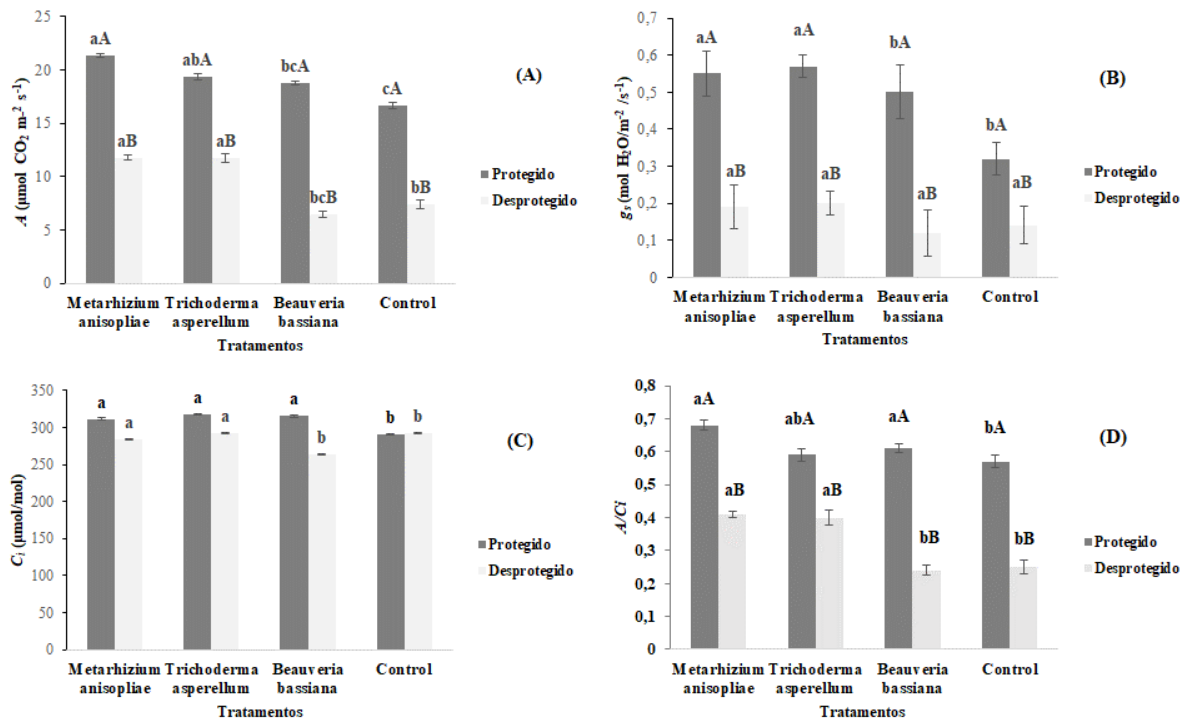 25
20
15
10
5
0
A (µmol CO2 m-2 s-1)
aA
aB
abA
aB
bcA
bcB
cA
bB
(A)
Protegido
Desprotegido
Metarhizium anisopliae
Trichoderma asperellum
Beauveria bassiana
Control
Tratamentos
0,7
0,6
0,5
0,4
0,3
0,2
0,1
0
gs (mol H2O/m-2 /s-1)
aA
aB
aA
aB
bA
aB
bA
aB
(B)
Protegido
Desprotegido
Metarhizium anisopliae
Trichoderma asperellum
Beauveria bassiana
Control
Tratamentos
350
300
250
200
150
100
50
0
Ci (µmol/mol)
a
a
a
a
a
b
b
b
(C)
Protegido
Desprotegido
Metarhizium anisopliae
Trichoderma asperellum
Beauveria bassiana
Control
Tratamentos
0,8
0,7
0,6
0,5
0,4
0,3
0,2
0,1
0
A/Ci
aA
aB
abA
aB
aA
bB
bA
bB
(D)
Protegido
Desprotegido
Metarhizium anisopliae
Trichoderma asperellum
Beauveria bassiana
Control
Tratamentos